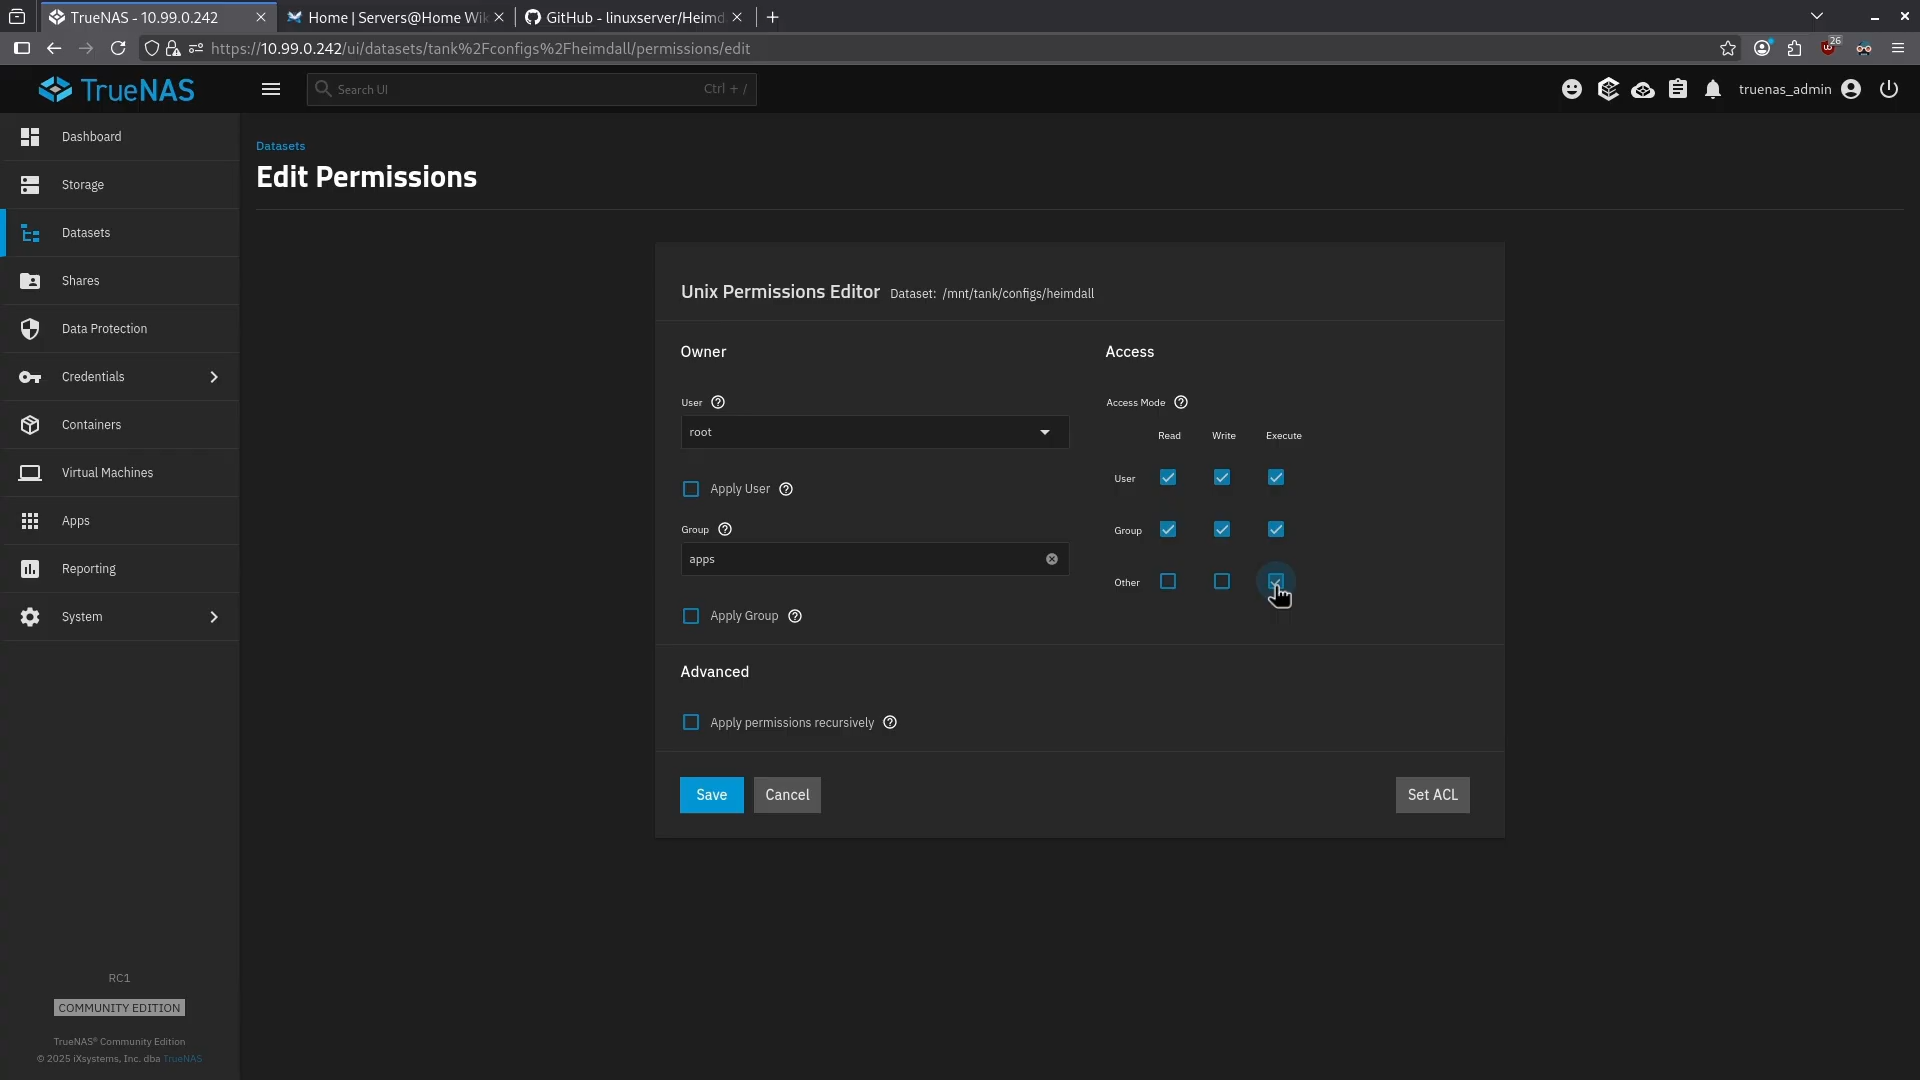 TrueNAS - 10.99.0.242
Home | Servers@Home Wik
GitHub - linuxserver/Heimd
https://10.99.0.242/ui/datasets/tank%2Fconfigs%2Fheimdall/permissions/edit
26
TrueNAS
Search UI
Ctrl + /
truenas_admin
Dashboard
Storage
Datasets
Shares
Data Protection
Credentials
Containers
Virtual Machines
Apps
Reporting
System
RC1
COMMUNITY EDITION
TrueNAS® Community Edition
© 2025 iXsystems, Inc. dba TrueNAS
Datasets
Edit Permissions
Unix Permissions Editor Dataset: /mnt/tank/configs/heimdall
Owner
User
root
Apply User
Group
apps
Apply Group
Access
Access Mode
Read Write Execute
User
Group
Other
Advanced
Apply permissions recursively
Save
Cancel
Set ACL